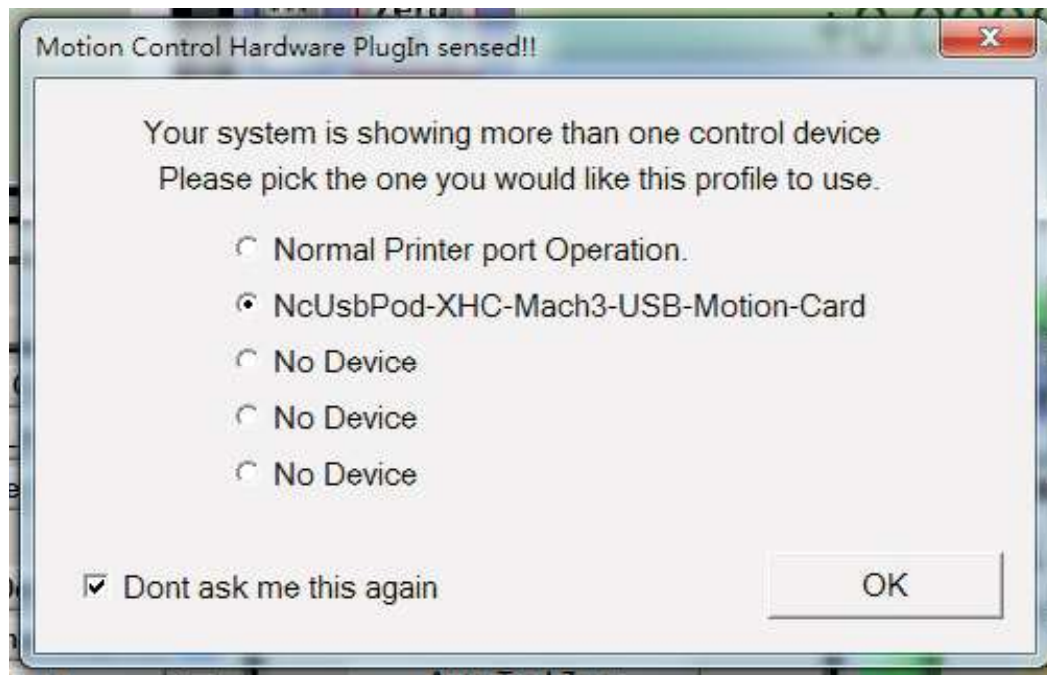 Zero
Motion Control Hardware PlugIn sensed!!
Your system is showing more than one control device
Please pick the one you would like this profile to use.
Normal Printer port Operation.
NcUsbPod-XHC-Mach3-USB-Motion-Card
No Device
No Device
No Device
Dont ask me this again
OK